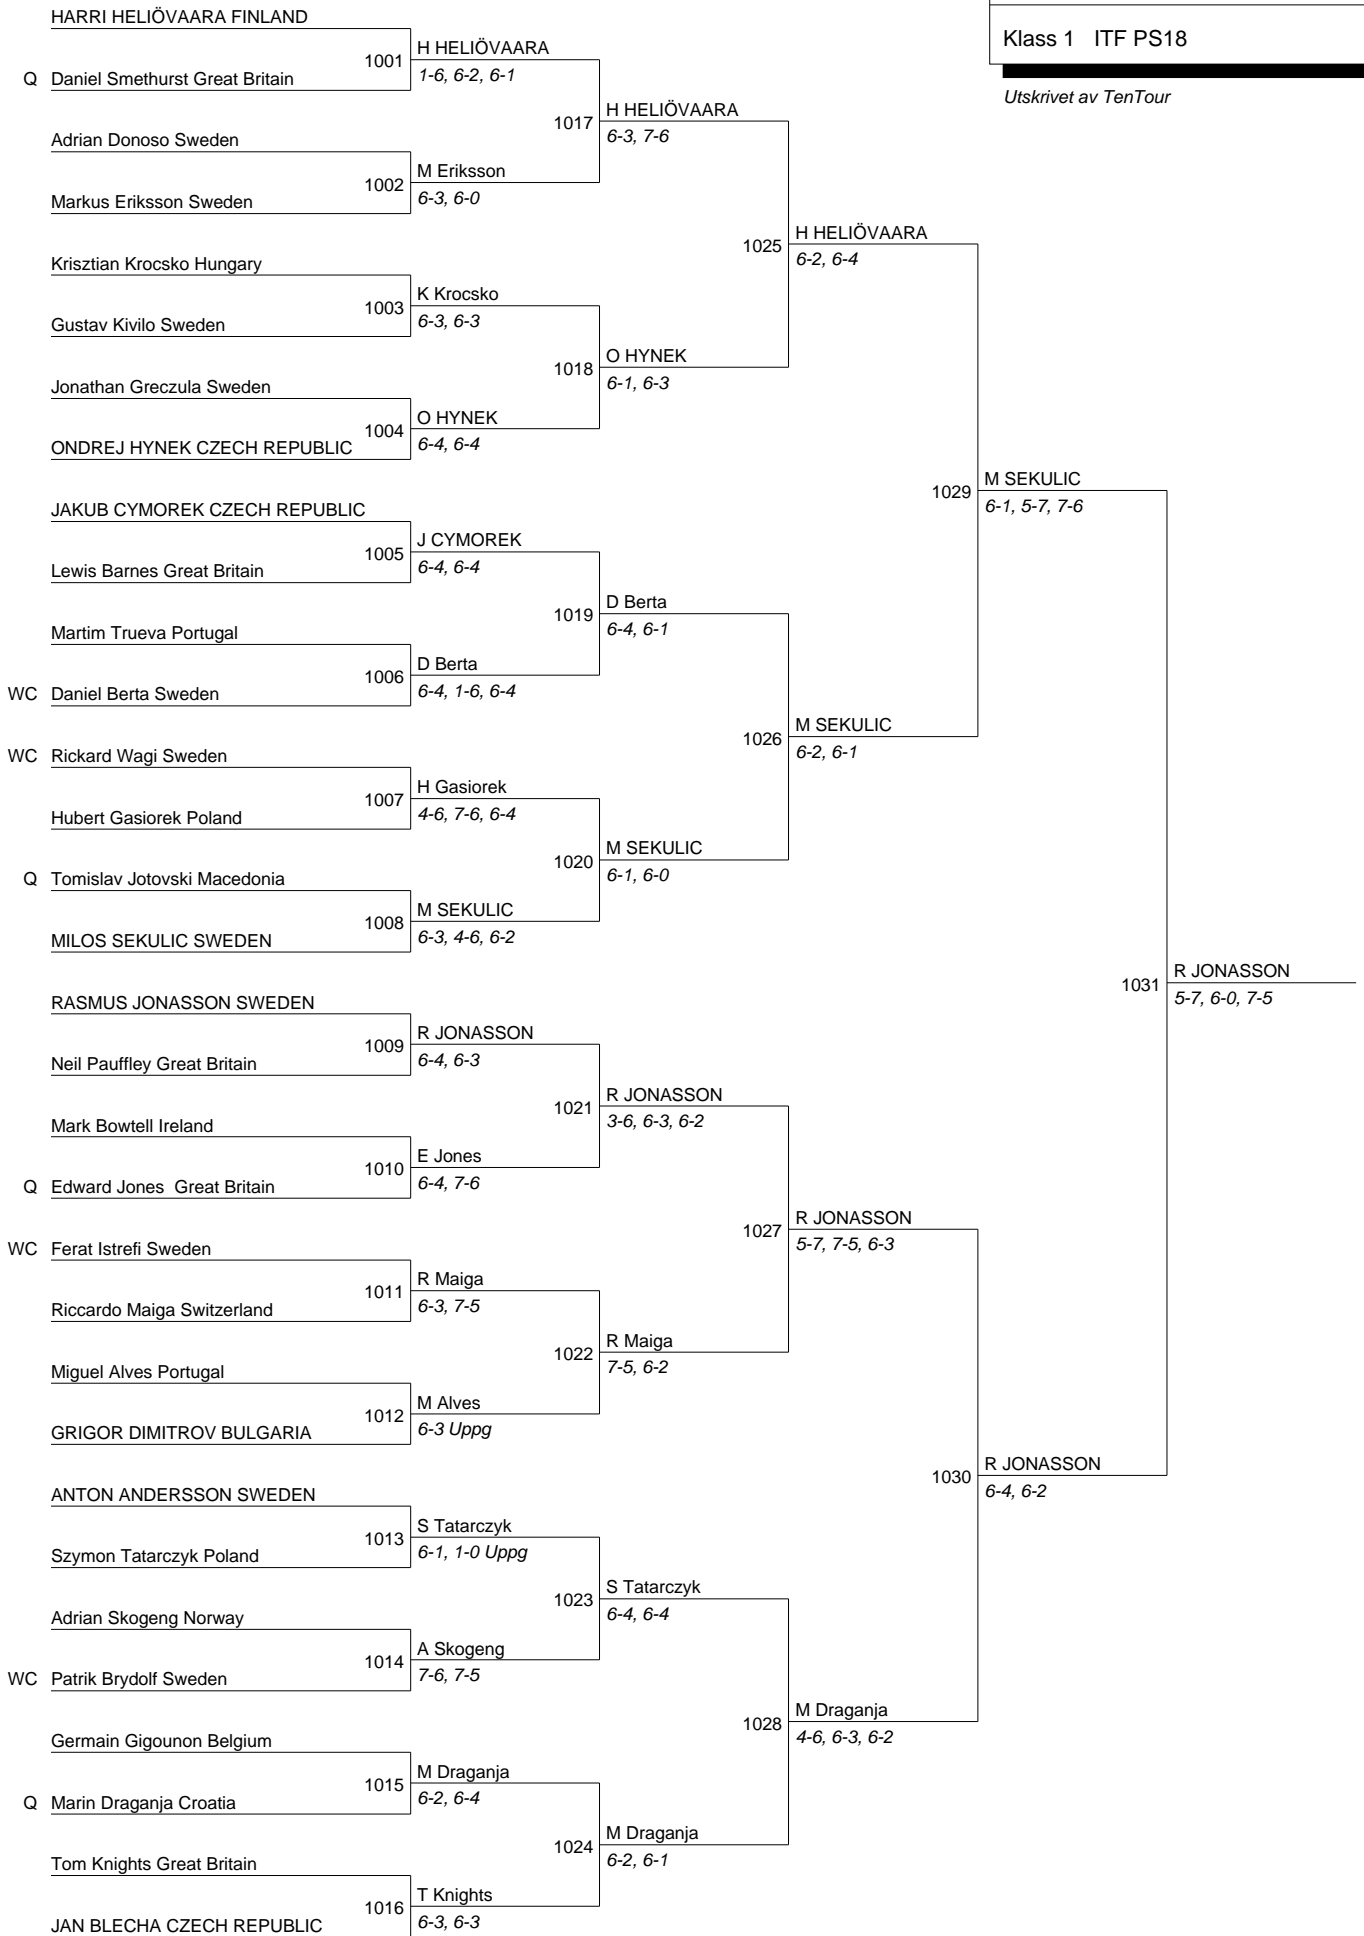 HARRI HELIÖVAARA FINLAND
Klass 1 ITF PS18
1001 H HELIÖVAARA
Q Daniel Smethurst Great Britain
1-6, 6-2, 6-1
Utskrivet av TenTour
1017 H HELIÖVAARA
6-3, 7-6
Adrian Donoso Sweden
1002 M Eriksson
6-3, 6-0
Markus Eriksson Sweden
1025 H HELIÖVAARA
6-2, 6-4
Krisztian Krocsko Hungary
1003 K Krocsko
6-3, 6-3
Gustav Kivilo Sweden
1018 O HYNEK
6-1, 6-3
Jonathan Greczula Sweden
1004 O HYNEK
6-4, 6-4
ONDREJ HYNEK CZECH REPUBLIC
1029 M SEKULIC
6-1, 5-7, 7-6
JAKUB CYMOREK CZECH REPUBLIC
1005 J CYMOREK
6-4, 6-4
Lewis Barnes Great Britain
1019 D Berta
6-4, 6-1
Martim Trueva Portugal
1006 D Berta
6-4, 1-6, 6-4
WC Daniel Berta Sweden
1026 M SEKULIC
6-2, 6-1
WC Rickard Wagi Sweden
1007 H Gasiorek
4-6, 7-6, 6-4
Hubert Gasiorek Poland
1020 M SEKULIC
6-1, 6-0
Q Tomislav Jotovski Macedonia
1008 M SEKULIC
6-3, 4-6, 6-2
MILOS SEKULIC SWEDEN
1031 R JONASSON
5-7, 6-0, 7-5
RASMUS JONASSON SWEDEN
1009 R JONASSON
6-4, 6-3
Neil Pauffley Great Britain
1021 R JONASSON
3-6, 6-3, 6-2
Mark Bowtell Ireland
1010 E Jones
6-4, 7-6
Q Edward Jones Great Britain
1027 R JONASSON
5-7, 7-5, 6-3
WC Ferat Istrefi Sweden
1011 R Maiga
6-3, 7-5
Riccardo Maiga Switzerland
1022 R Maiga
7-5, 6-2
Miguel Alves Portugal
1012 M Alves
6-3 Uppg
GRIGOR DIMITROV BULGARIA
1030 R JONASSON
6-4, 6-2
ANTON ANDERSSON SWEDEN
1013 S Tatarczyk
6-1, 1-0 Uppg
Szymon Tatarczyk Poland
1023 S Tatarczyk
6-4, 6-4
Adrian Skogeng Norway
1014 A Skogeng
7-6, 7-5
WC Patrik Brydolf Sweden
1028 M Draganja
4-6, 6-3, 6-2
Germain Gigounon Belgium
1015 M Draganja
6-2, 6-4
Q Marin Draganja Croatia
1024 M Draganja
6-2, 6-1
Tom Knights Great Britain
1016 T Knights
6-3, 6-3
JAN BLECHA CZECH REPUBLIC